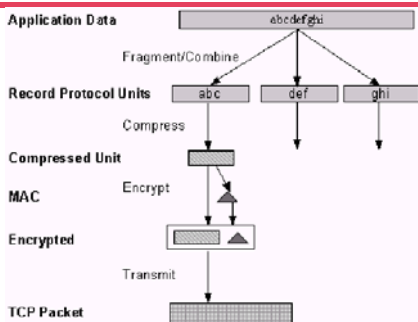 Application Data
abcdefghi
Fragment/Combine
Record Protocol Units
abc
def
ghi
Compress
Compressed Unit
Encrypt
MAC
Encrypted
Transmit
TCP Packet